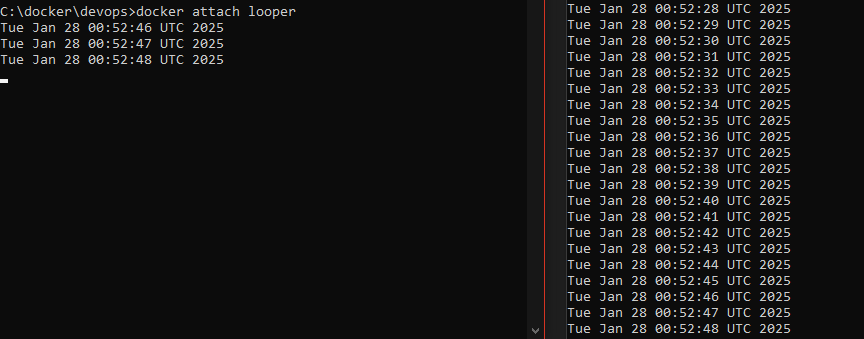 C:\docker\devops>docker attach looper
Tue Jan 28 00:52:46 UTC 2025
Tue Jan 28 00:52:47 UTC 2025
Tue Jan 28 00:52:48 UTC 2025
Tue Jan 28 00:52:28 UTC 2025
Tue Jan 28 00:52:29 UTC 2025
Tue Jan 28 00:52:30 UTC 2025
Tue Jan 28 00:52:31 UTC 2025
Tue Jan 28 00:52:32 UTC 2025
Tue Jan 28 00:52:33 UTC 2025
Tue Jan 28 00:52:34 UTC 2025
Tue Jan 28 00:52:35 UTC 2025
Tue Jan 28 00:52:36 UTC 2025
Tue Jan 28 00:52:37 UTC 2025
Tue Jan 28 00:52:38 UTC 2025
Tue Jan 28 00:52:39 UTC 2025
Tue Jan 28 00:52:40 UTC 2025
Tue Jan 28 00:52:41 UTC 2025
Tue Jan 28 00:52:42 UTC 2025
Tue Jan 28 00:52:43 UTC 2025
Tue Jan 28 00:52:44 UTC 2025
Tue Jan 28 00:52:45 UTC 2025
Tue Jan 28 00:52:46 UTC 2025
Tue Jan 28 00:52:47 UTC 2025
Tue Jan 28 00:52:48 UTC 2025